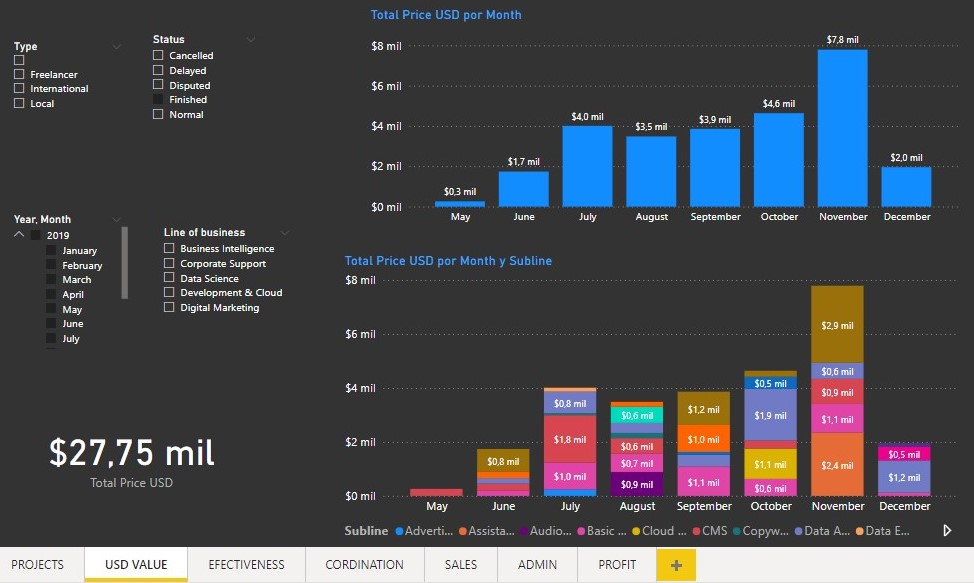 Type
Freelancer
International
Local
Status
Cancelled
Delayed
Disputed
Finished
Normal
Year, Month
2019
January
February
March
April
May
June
July
Line of business
Business Intelligence
Corporate Support
Data Science
Development & Cloud
Digital Marketing
$27,75 mil
Total Price USD
Total Price USD por Month
$8 mil
$6 mil
$4 mil
$2 mil
$0 mil
$0,3 mil
$1,7 mil
$4,0 mil
$3,5 mil
$3,9 mil
$4,6 mil
$7,8 mil
$2,0 mil
May June July August September October November December
Total Price USD por Month y Subline
$8 mil
$6 mil
$4 mil
$2 mil
$0 mil
$0,8 mil
$0,8 mil
$1,8 mil
$1,0 mil
$0,6 mil
$0,6 mil
$0,7 mil
$0,9 mil
$1,2 mil
$1,0 mil
$1,1 mil
$0,5 mil
$1,9 mil
$1,1 mil
$0,6 mil
$2,9 mil
$0,6 mil
$0,9 mil
$1,1 mil
$2,4 mil
$0,5 mil
$1,2 mil
May June July August September October November December
Subline Adverti... Assista... Audio... Basic ... Cloud ... CMS Copyw... Data A... Data E...
PROJECTS USD VALUE EFECTIVENESS CORDINATION SALES ADMIN PROFIT +